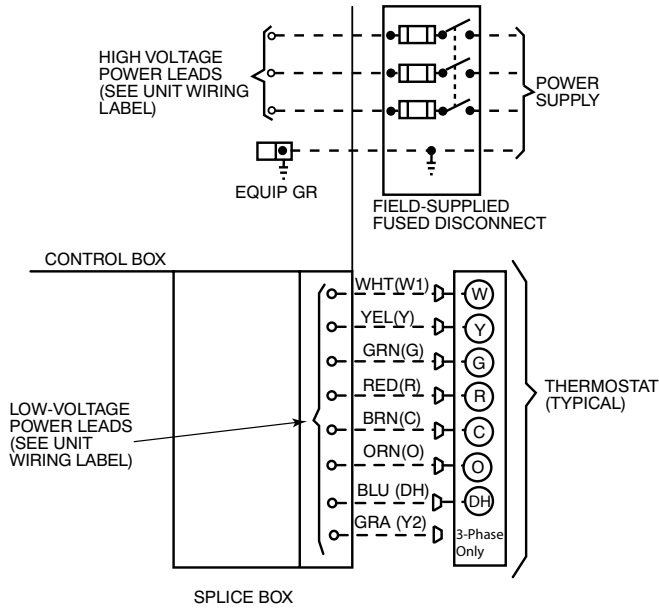 HIGH VOLTAGE
POWER LEADS
(SEE UNIT WIRING
LABEL)
POWER
SUPPLY
EQUIP GR
FIELD-SUPPLIED
FUSED DISCONNECT
CONTROL BOX
WHT(W1)
W
YEL(Y)
Y
GRN(G)
G
RED(R)
R
BRN(C)
C
ORN(O)
O
BLU (DH)
DH
GRA (Y2)
3-Phase
Only
THERMOSTAT
(TYPICAL)
LOW-VOLTAGE
POWER LEADS
(SEE UNIT
WIRING LABEL)
SPLICE BOX